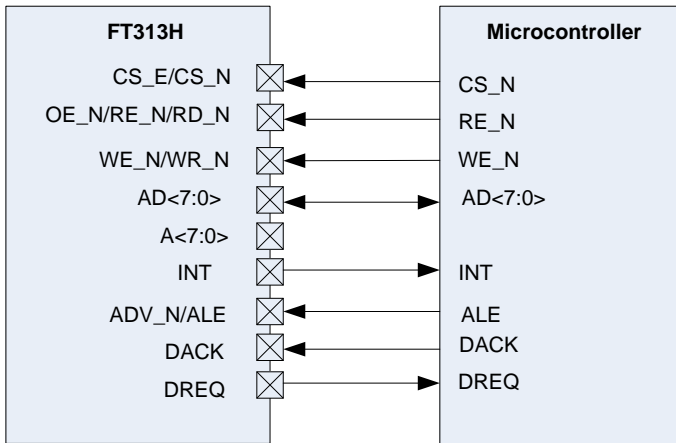 FT313H
Microcontroller
CS_E/CS_N
CS_N
OE_N/RE_N/RD_N
RE_N
WE_N/WR_N
WE_N
AD<7:0>
AD<7:0>
A<7:0>
INT
INT
ADV_N/ALE
ALE
DACK
DACK
DREQ
DREQ